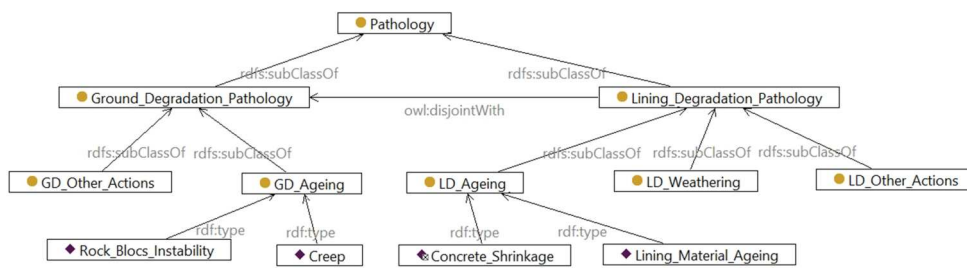 Pathology
rdfs:subClassOf rdfs:subClassOf
Ground_Degradation_Pathology Lining_Degradation_Pathology
owl:disjointWith
rdfs:subClassOf rdfs:subClassOf rdfs:subClassOf rdfs:subClassOf rdfs:subClassOf
GD_Other_Actions GD_Ageing LD_Ageing LD_Weathering LD_Other_Actions
rdf:type rdf:type rdf:type rdf:type
Rock_Blocs_Instability Creep Concrete_Shrinkage Lining_Material_Ageing